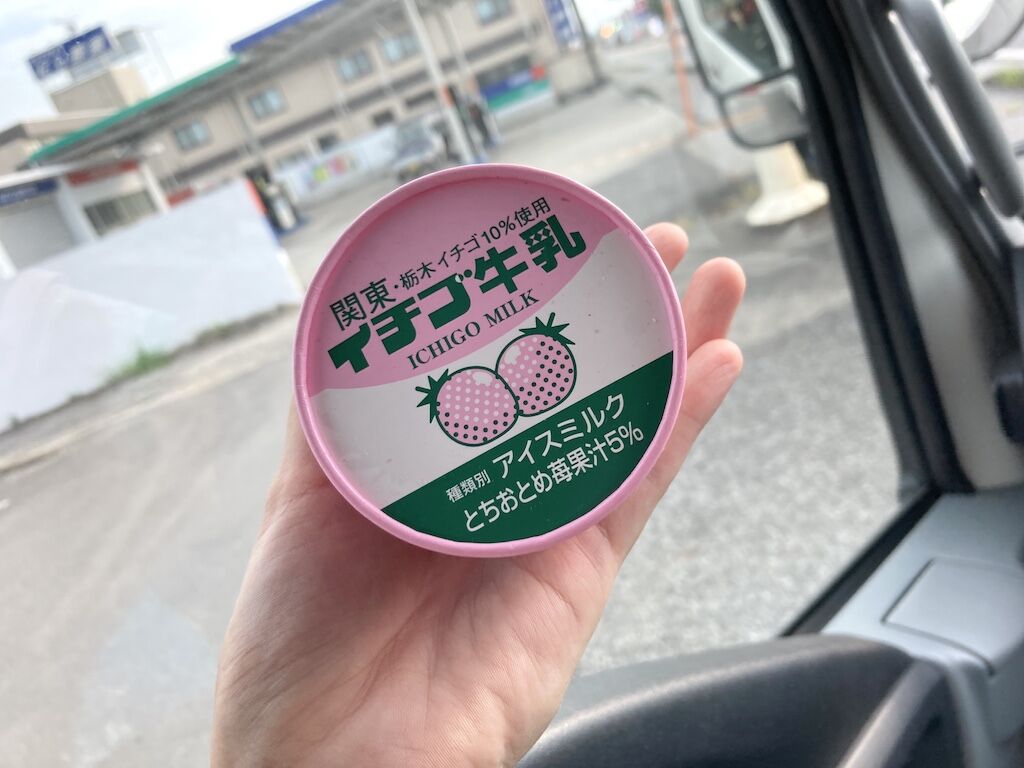 関東・栃木イチゴ10%使用
イチゴ牛乳
ICHIGO MILK
種類別 アイスミルク
とちおとめ苺果汁5%